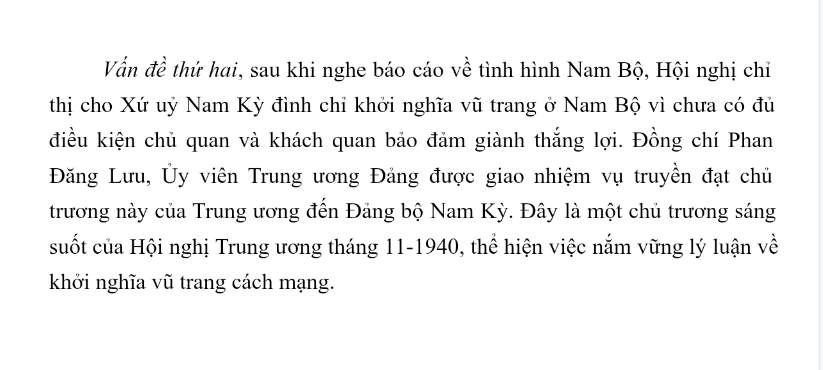 Vấn đề thứ hai, sau khi nghe báo cáo về tình hình Nam Bộ, Hội nghị chỉ
thị cho Xứ uỷ Nam Kỳ đình chỉ khởi nghĩa vũ trang ở Nam Bộ vì chưa có đủ
điều kiện chủ quan và khách quan bảo đảm giành thắng lợi. Đồng chí Phan
Đăng Lưu, Ủy viên Trung ương Đảng được giao nhiệm vụ truyền đạt chủ
trương này của Trung ương đến Đảng bộ Nam Kỳ. Đây là một chủ trương sáng
suốt của Hội nghị Trung ương tháng 11-1940, thể hiện việc nắm vững lý luận về
khởi nghĩa vũ trang cách mạng.